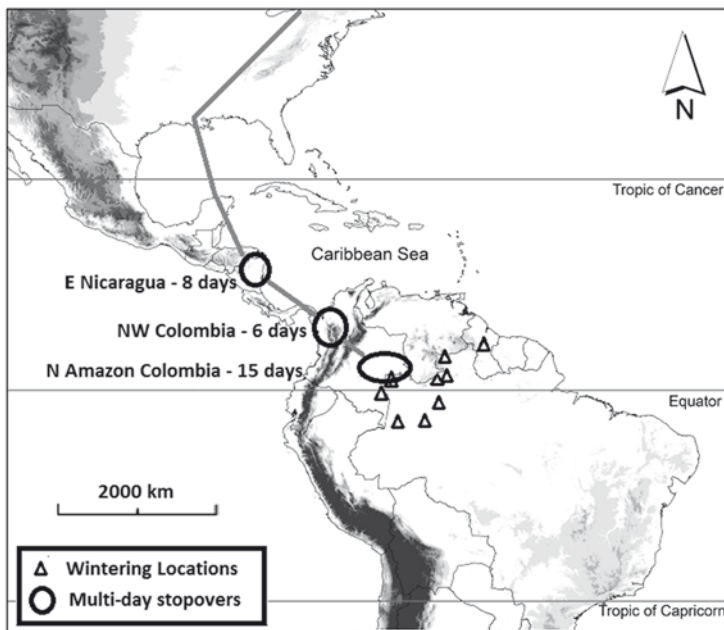 N
Tropic of Cancer
Caribbean Sea
E Nicaragua - 8 days
NW Colombia - 6 days
N Amazon Colombia - 15 days
Equator
2000 km
Wintering Locations
Multi-day stopovers
Tropic of Capricorn